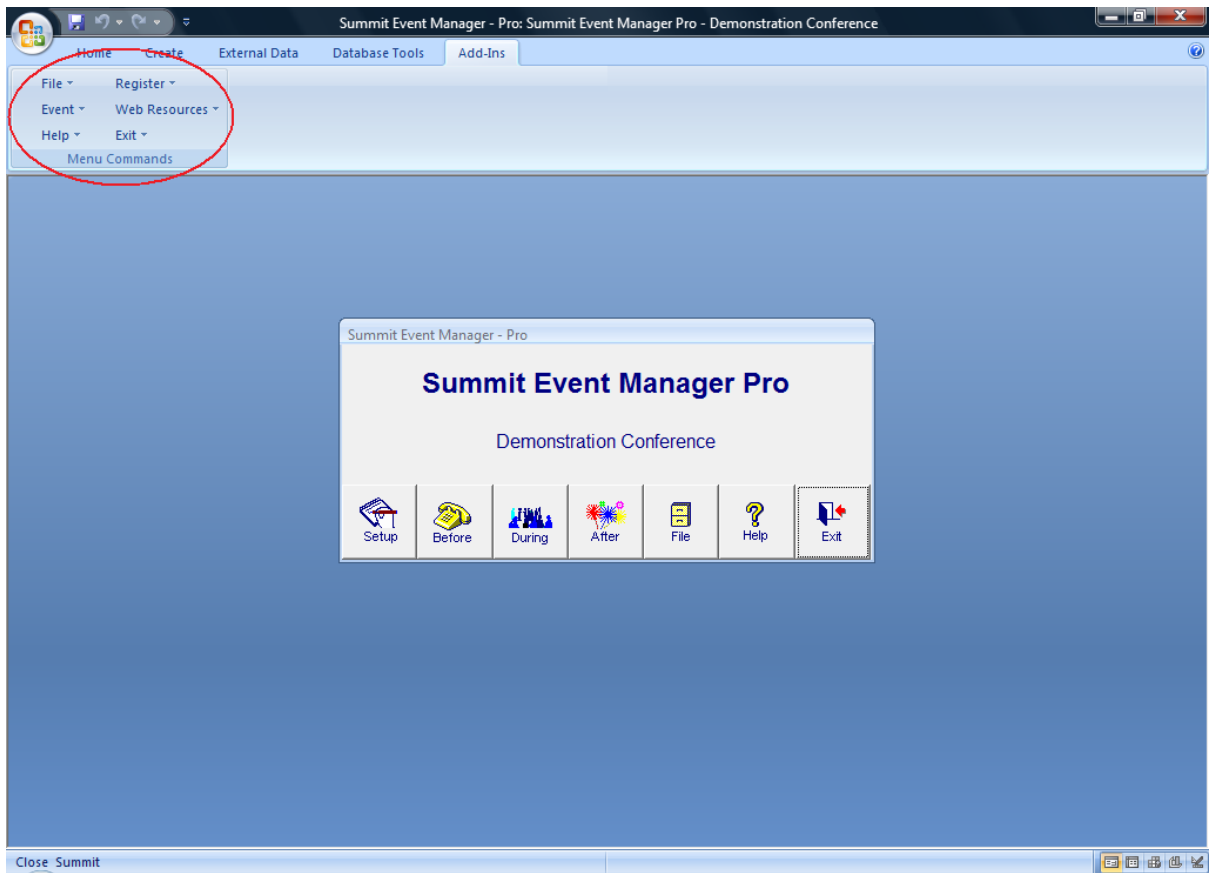 Summit Event Manager - Pro: Summit Event Manager Pro - Demonstration Conference
Home Create External Data Database Tools Add-Ins
File Register
Event Web Resources
Help Exit
Menu Commands
Summit Event Manager - Pro
Summit Event Manager Pro
Demonstration Conference
Setup Before During After File Help Exit
Close Summit